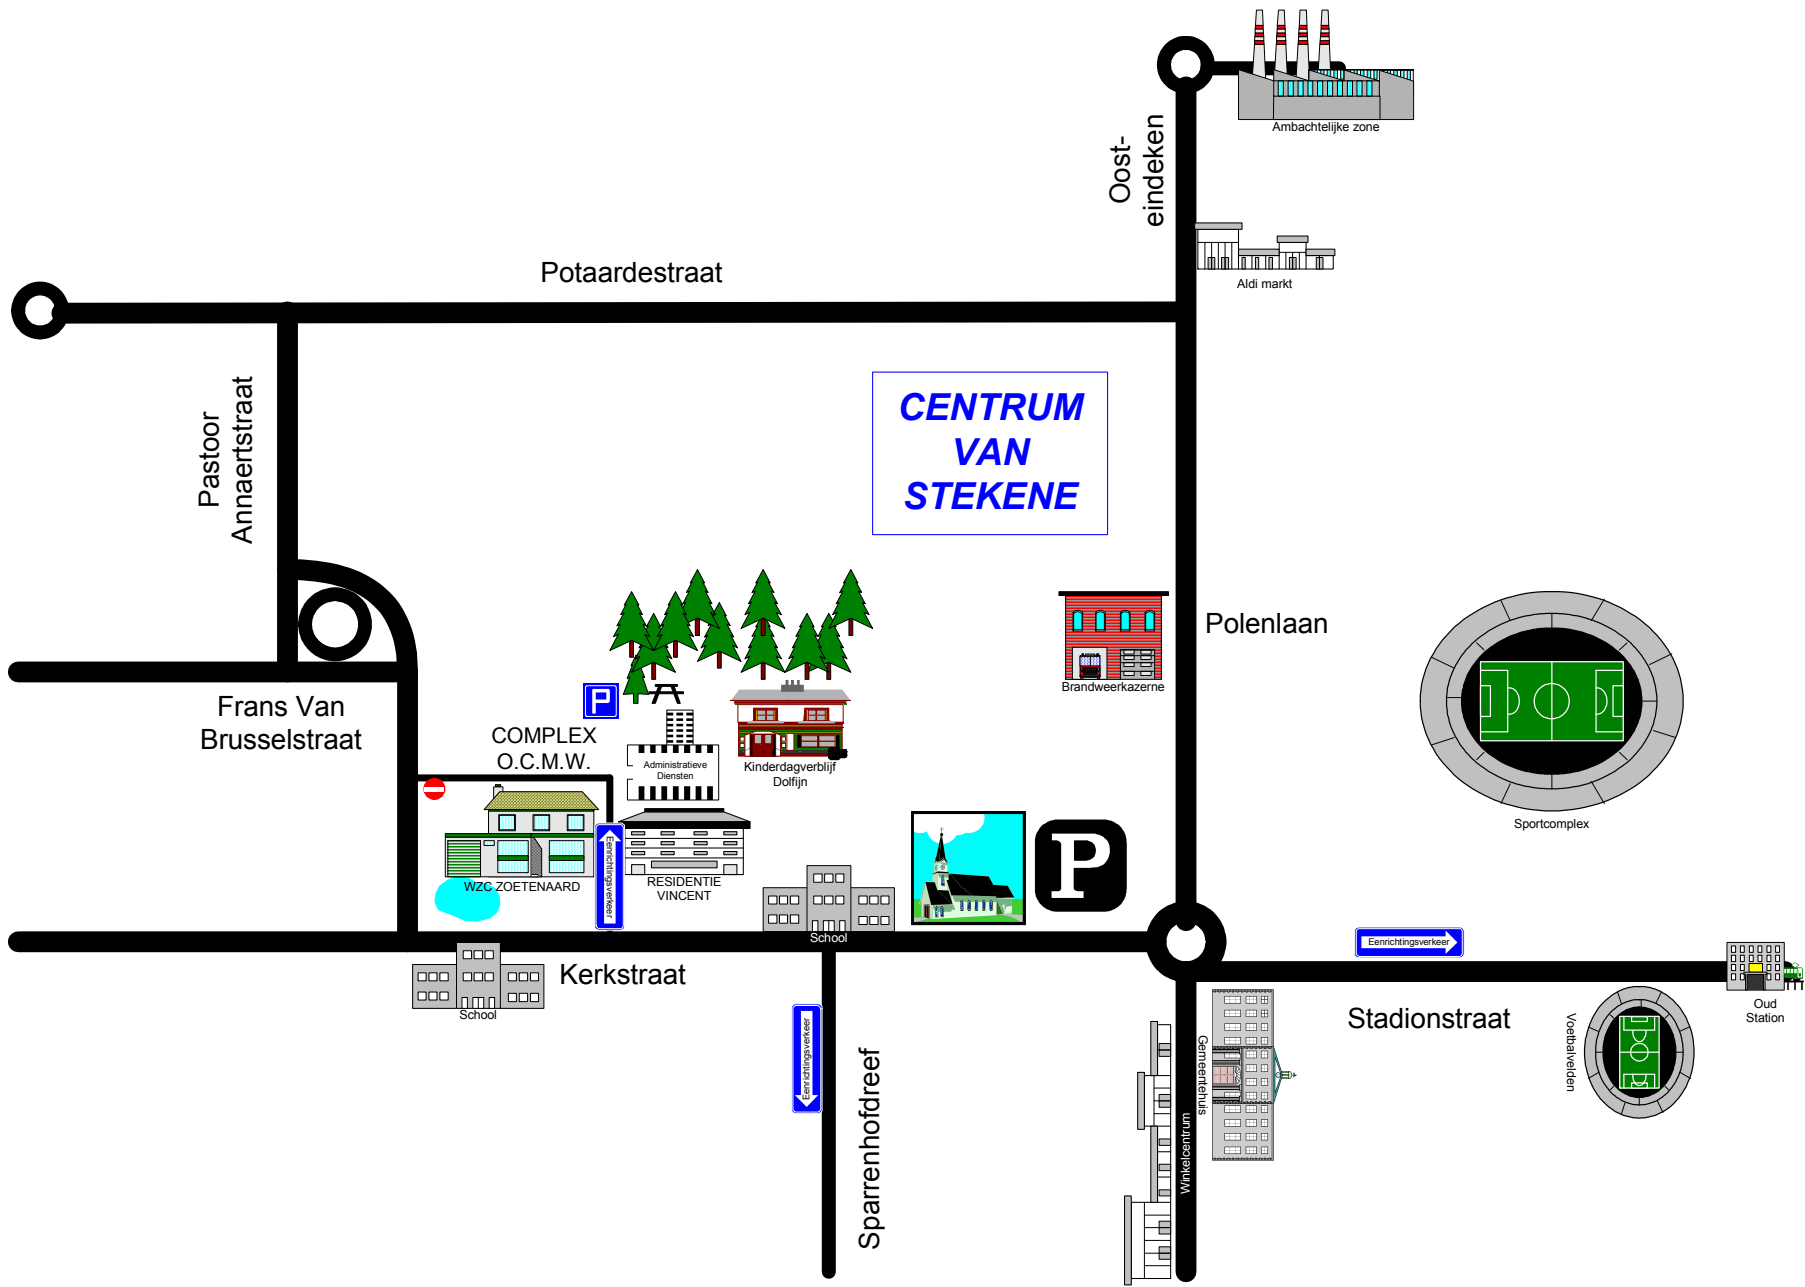 Ambachtelijke zone
Oost-
eindeken
Aldi markt
Potaardestraat
Pastoor
Annaertstraat
CENTRUM
VAN
STEKENE
Polenlaan
Brandweerkazerne
Sportcomplex
Frans Van
Brusselstraat
P
COMPLEX
O.C.M.W.
Administratieve
Diensten
Kinderdagverblijf
Dolfijn
WZC ZOETENAARD
Eenrichtingsverkeer
RESIDENTIE
VINCENT
P
School
School
Kerkstraat
Eenrichtingsverkeer
Sparrenhofdreef
Eenrichtingsverkeer
Stadionstraat
Oud
Station
Voetbalvelden
Gemeentehuis
Winkelcentrum